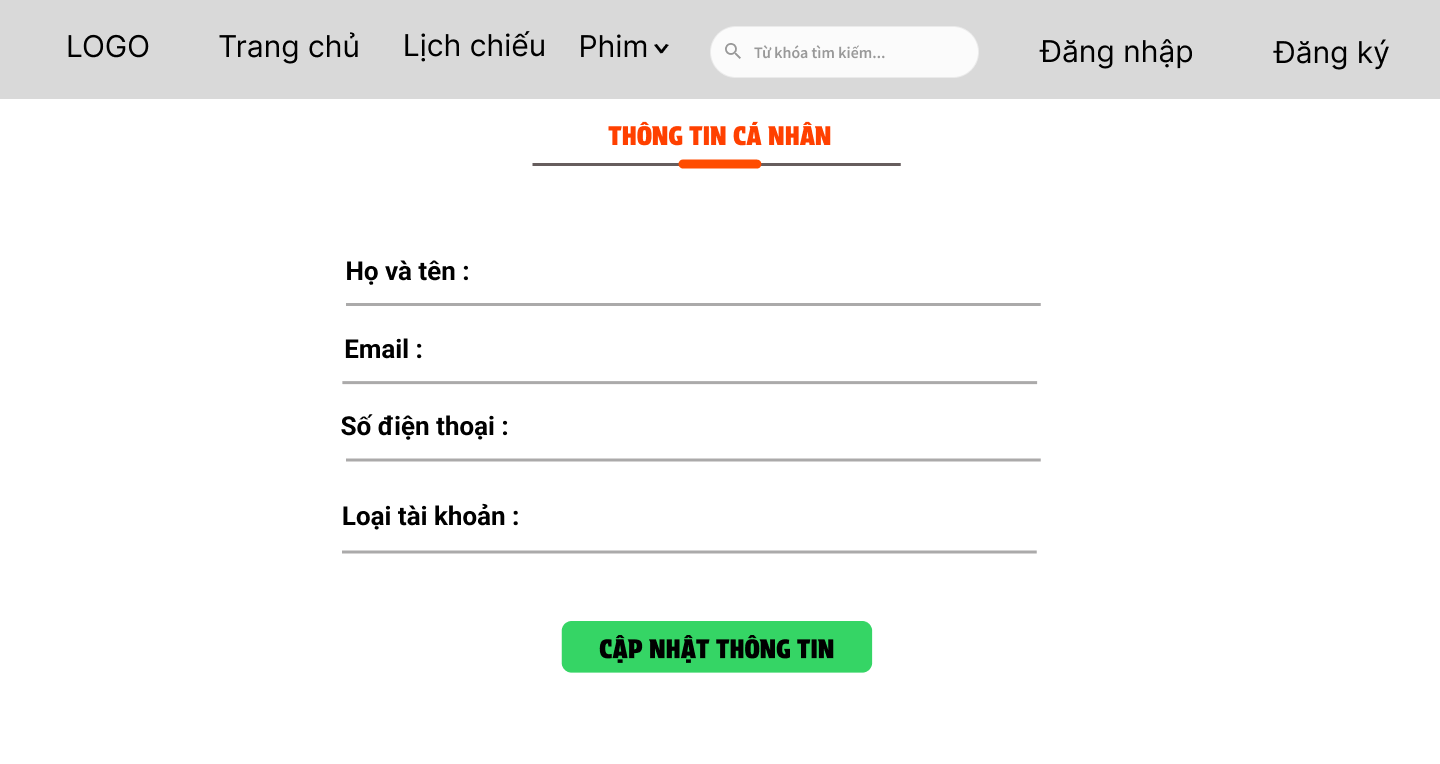 LOGO Trang chủ Lịch chiếu Phim Từ khóa tìm kiếm... Đăng nhập Đăng ký
THÔNG TIN CÁ NHÂN
Họ và tên :
Email :
Số điện thoại :
Loại tài khoản :
CẬP NHẬT THÔNG TIN